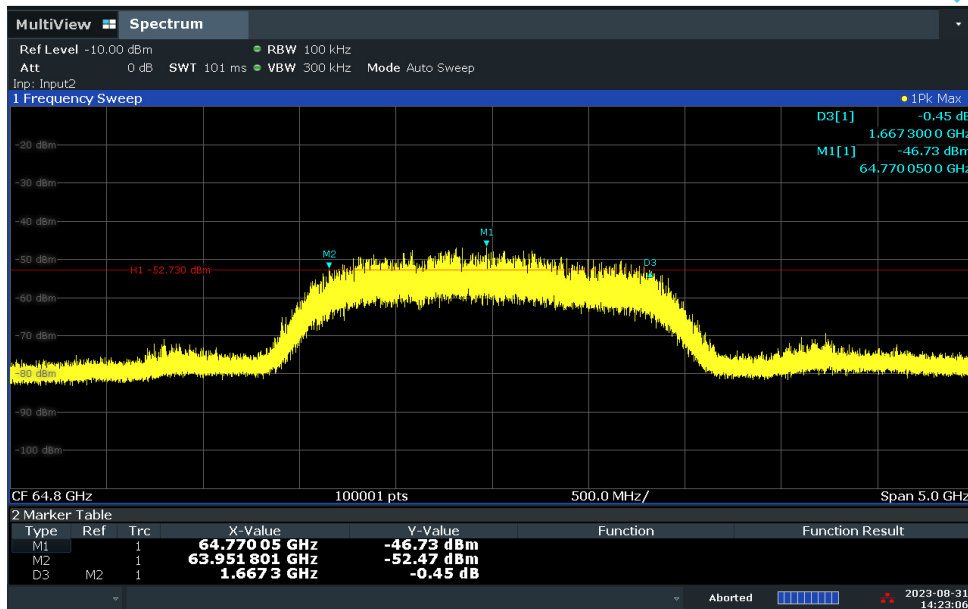 MultiView Spectrum
Ref Level -10.00 dBm RBW 100 kHz
Att 0 dB SWT 101 ms VBW 300 kHz Mode Auto Sweep
Inp: Input2
1 Frequency Sweep 1Pk Max
D3[1] -0.45 dB
1.667 300 0 GHz
M1[1] -46.73 dBm
64.770 050 0 GHz
-20 dBm
-30 dBm
-40 dBm
M1
-50 dBm
M2
D3
H1 -52.730 dBm
-60 dBm
-70 dBm
-80 dBm
-90 dBm
-100 dBm
CF 64.8 GHz 100001 pts 500.0 MHz/ Span 5.0 GHz
2 Marker Table
Type Ref Trc X-Value Y-Value Function Function Result
M1 1 64.770 05 GHz -46.73 dBm
M2 1 63.951 801 GHz -52.47 dBm
D3 M2 1 1.667 3 GHz -0.45 dB
Aborted 2023-08-31
14:23:06